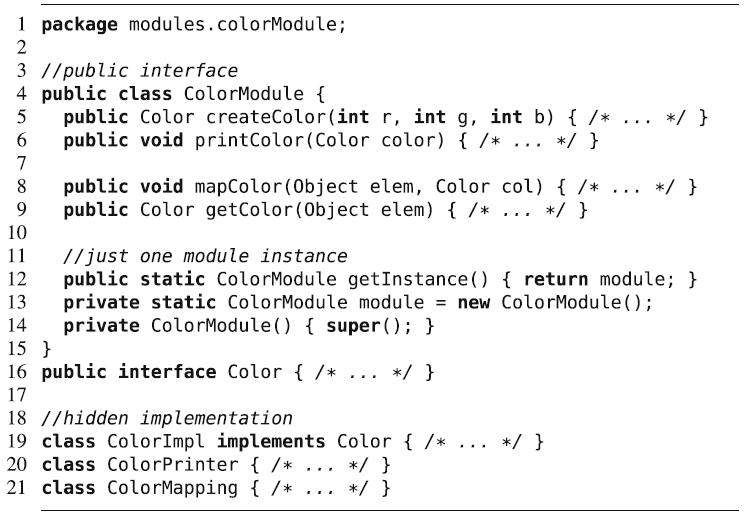 1 package modules.colorModule;
2
3 //public interface
4 public class ColorModule {
5   public Color createColor(int r, int g, int b) { /* ... */ }
6   public void printColor(Color color) { /* ... */ }
7
8   public void mapColor(Object elem, Color col) { /* ... */ }
9   public Color getColor(Object elem) { /* ... */ }
10
11   //just one module instance
12   public static ColorModule getInstance() { return module; }
13   private static ColorModule module = new ColorModule();
14   private ColorModule() { super(); }
15 }
16 public interface Color { /* ... */ }
17
18 //hidden implementation
19 class ColorImpl implements Color { /* ... */ }
20 class ColorPrinter { /* ... */ }
21 class ColorMapping { /* ... */ }